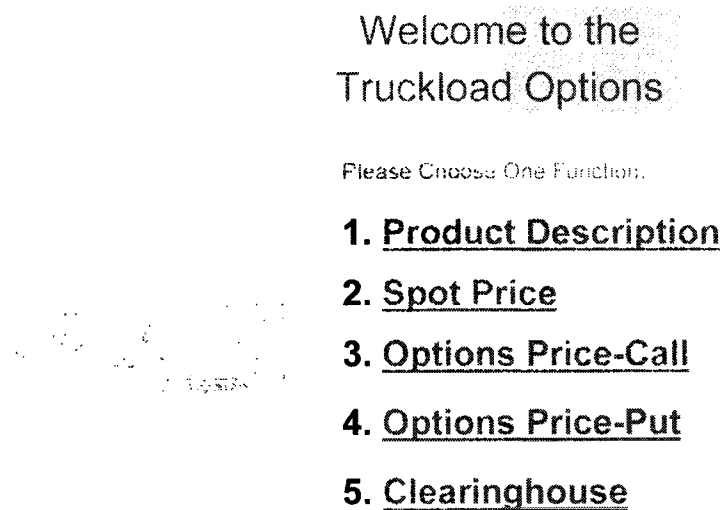 Welcome to the
Truckload Options
Please Choose One Function.
1. Product Description
2. Spot Price
3. Options Price-Call
4. Options Price-Put
5. Clearinghouse